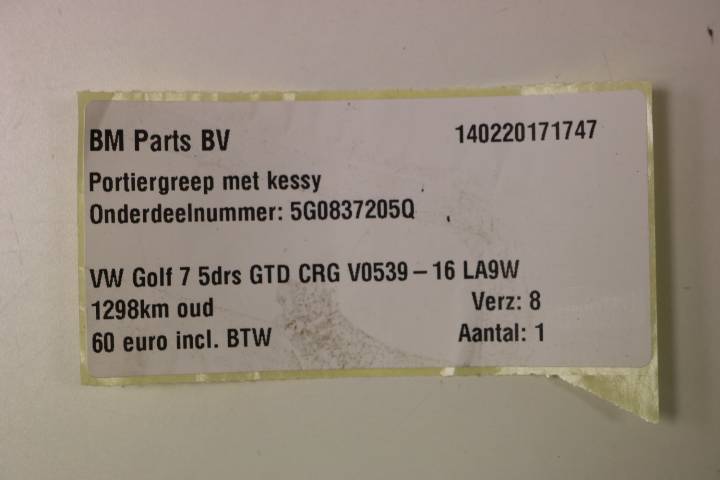 BM Parts BV 140220171747
Portiergreep met kessy
Onderdeelnummer: 5G0837205Q
VW Golf 7 5drs GTD CRG V0539 – 16 LA9W
1298km oud Verz: 8
60 euro incl. BTW Aantal: 1